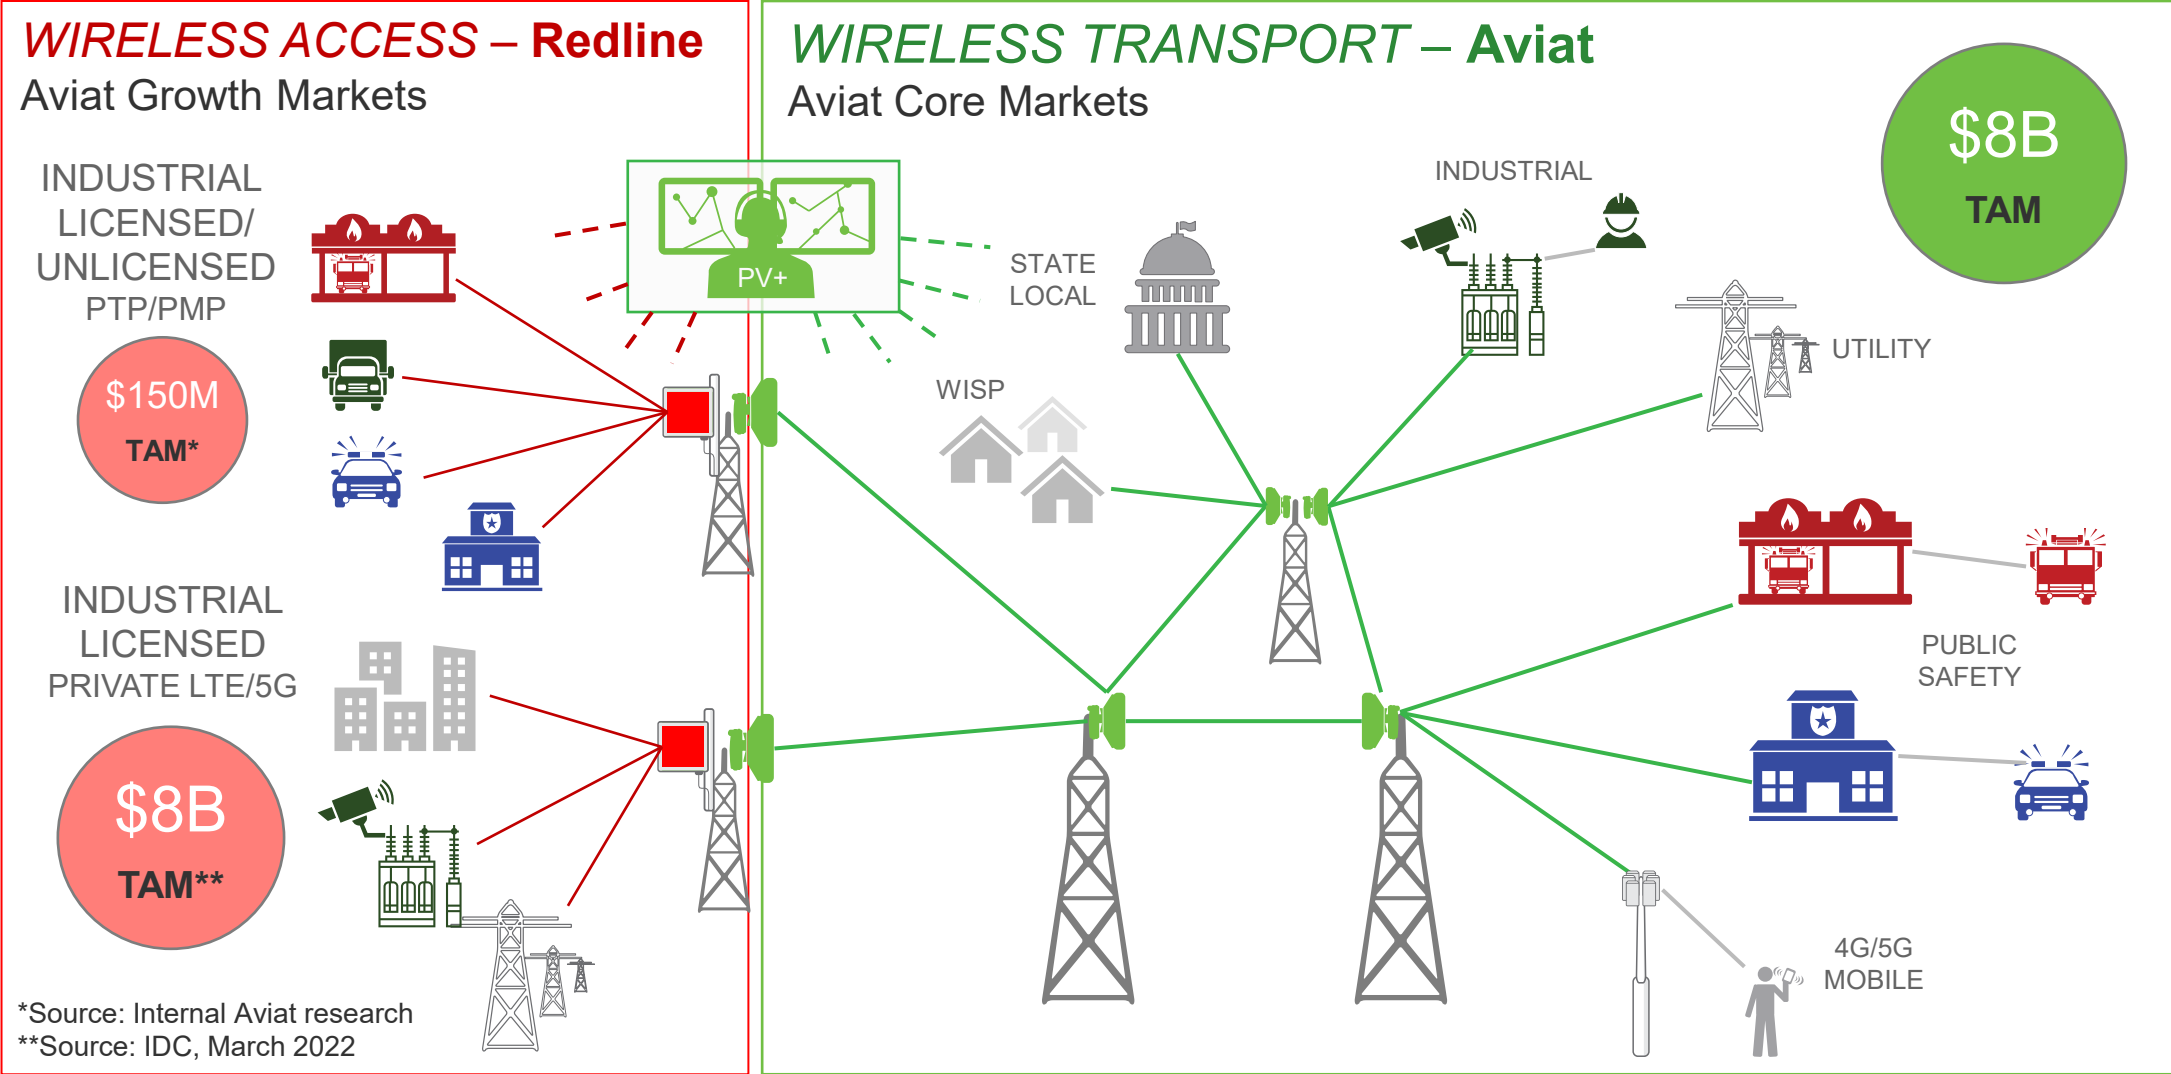 WIRELESS ACCESS – Redline
Aviat Growth Markets
INDUSTRIAL
LICENSED/
UNLICENSED
PTP/PMP
$150M
TAM*
INDUSTRIAL
LICENSED
PRIVATE LTE/5G
$8B
TAM**
*Source: Internal Aviat research
**Source: IDC, March 2022
PV+
WIRELESS TRANSPORT – Aviat
Aviat Core Markets
$8B
TAM
STATE
LOCAL
WISP
INDUSTRIAL
UTILITY
PUBLIC
SAFETY
4G/5G
MOBILE